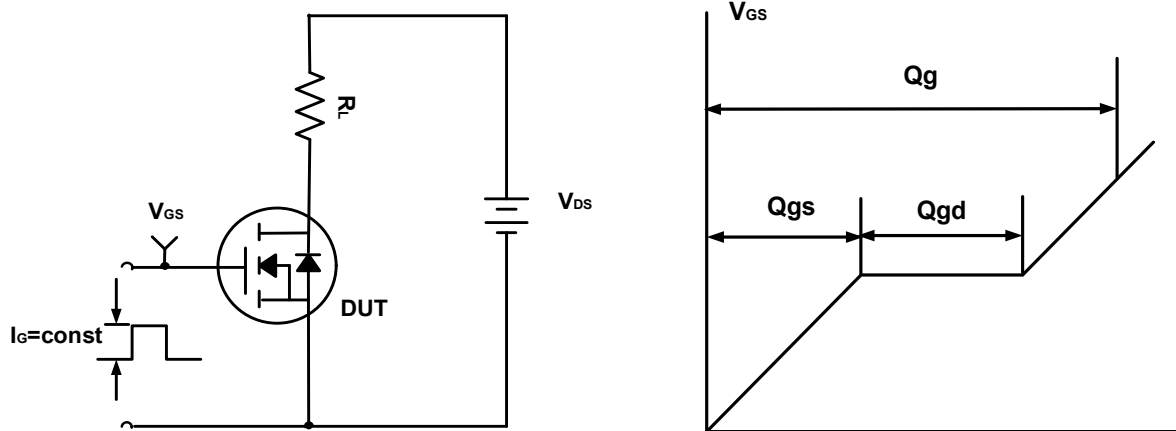 RL
VGS
VDS
DUT
IG=const
VGS
Qg
Qgs
Qgd